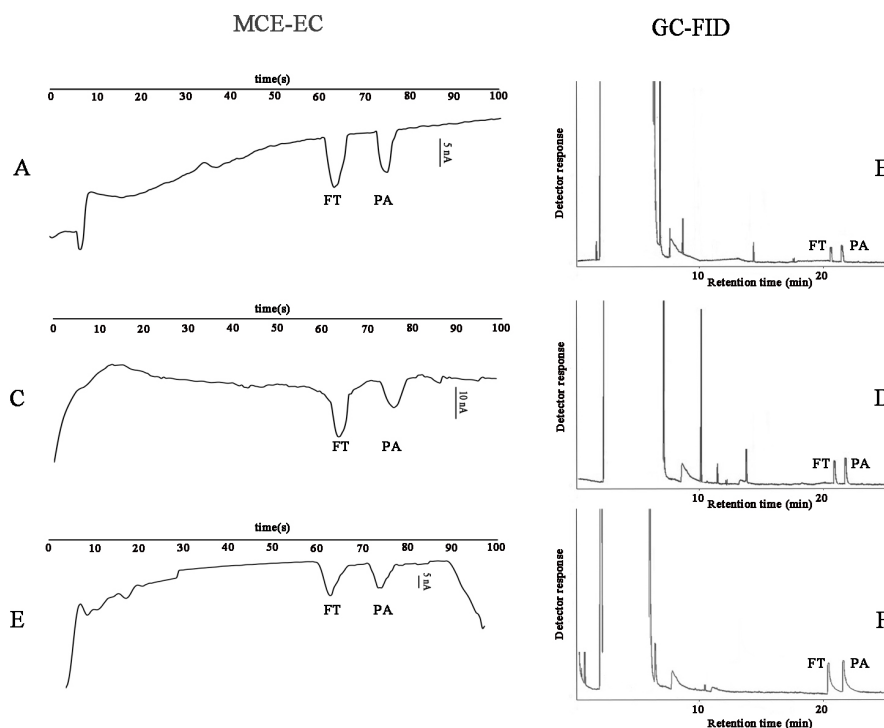 MCE-EC
GC-FID
time(s)
0 10 20 30 40 50 60 70 80 90 100
A
5 nA
FT PA
Detector response
FT PA
10 20
Retention time (min)
0 10 20 30 40 50 60 70 80 90 100
C
10 nA
FT PA
Detector response
D
FT PA
10 20
Retention time (min)
time(s)
0 10 20 30 40 50 60 70 80 90 100
E
5 nA
FT PA
Detector response
FT PA
10 20
Retention time (min)